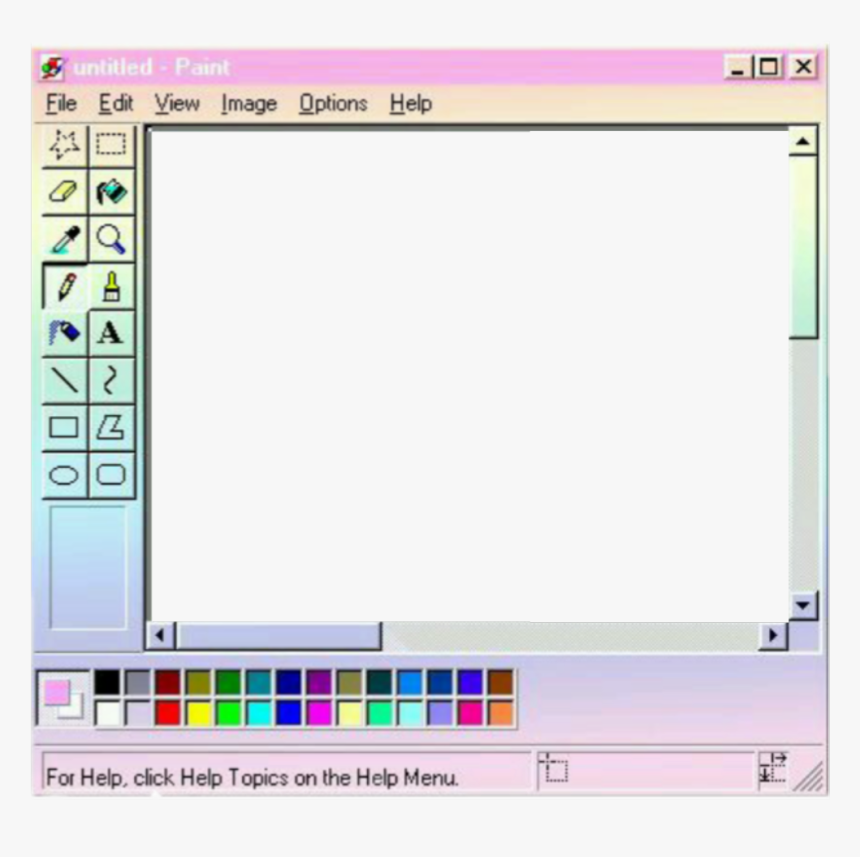 untitled - Paint
File Edit View Image Options Help
A
For Help, click Help Topics on the Help Menu.